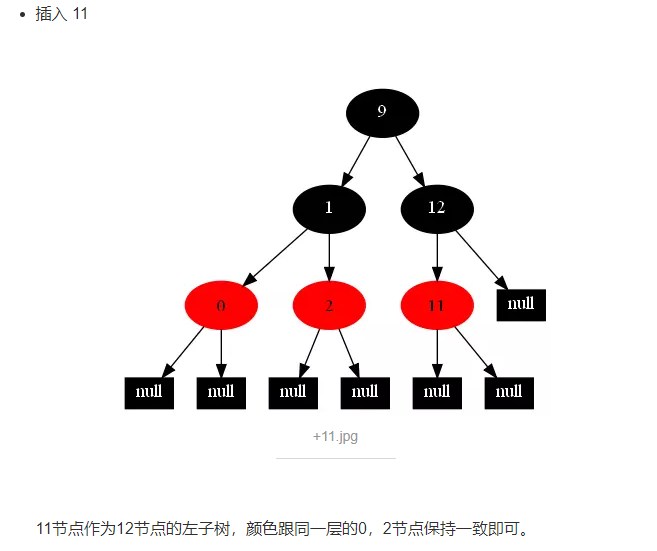 插入 11
9
1
12
0
2
11
null
null
null
null
null
null
null
+11.jpg
11节点作为12节点的左子树，颜色跟同一层的0，2节点保持一致即可。